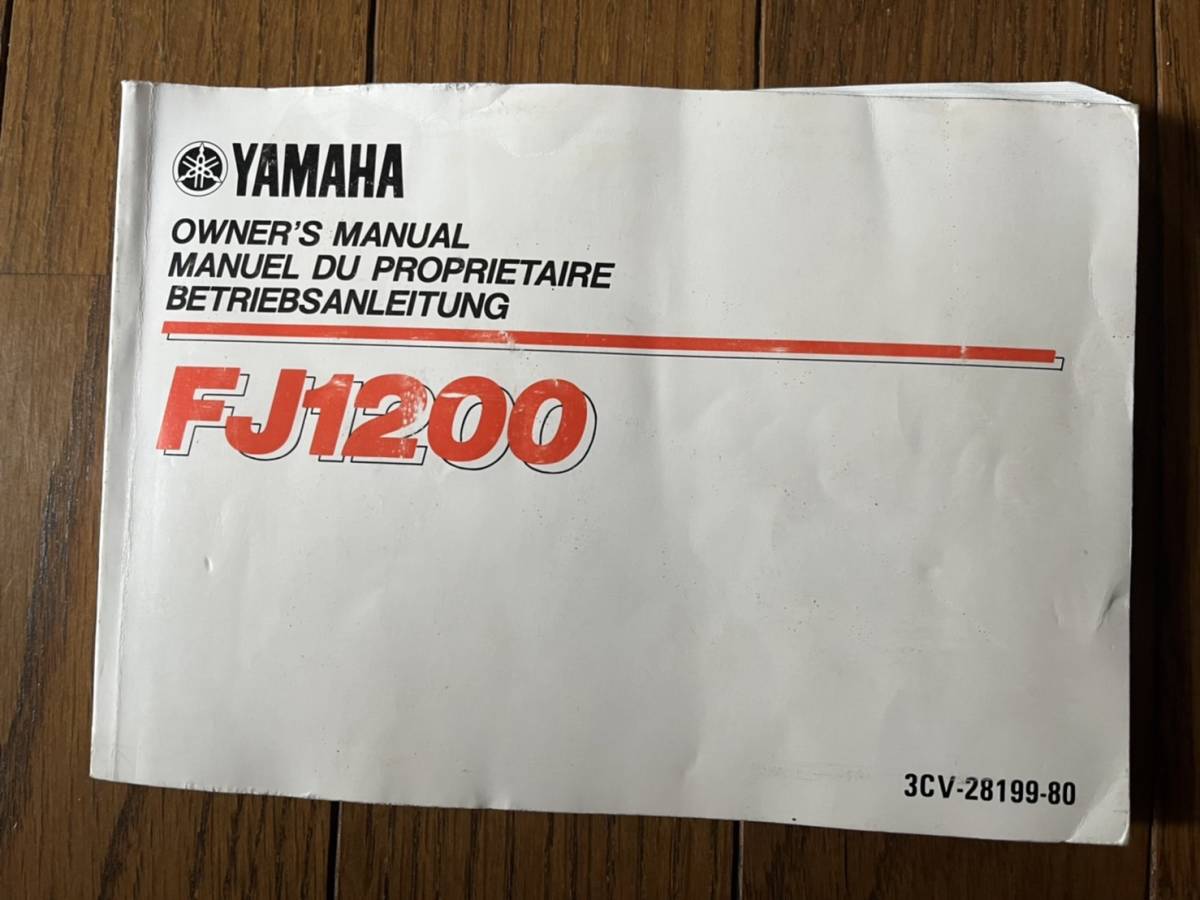 YAMAHA
OWNER'S MANUAL
MANUEL DU PROPRIETAIRE
BETRIEBSANLEITUNG
FJ1200
3CV-28199-80